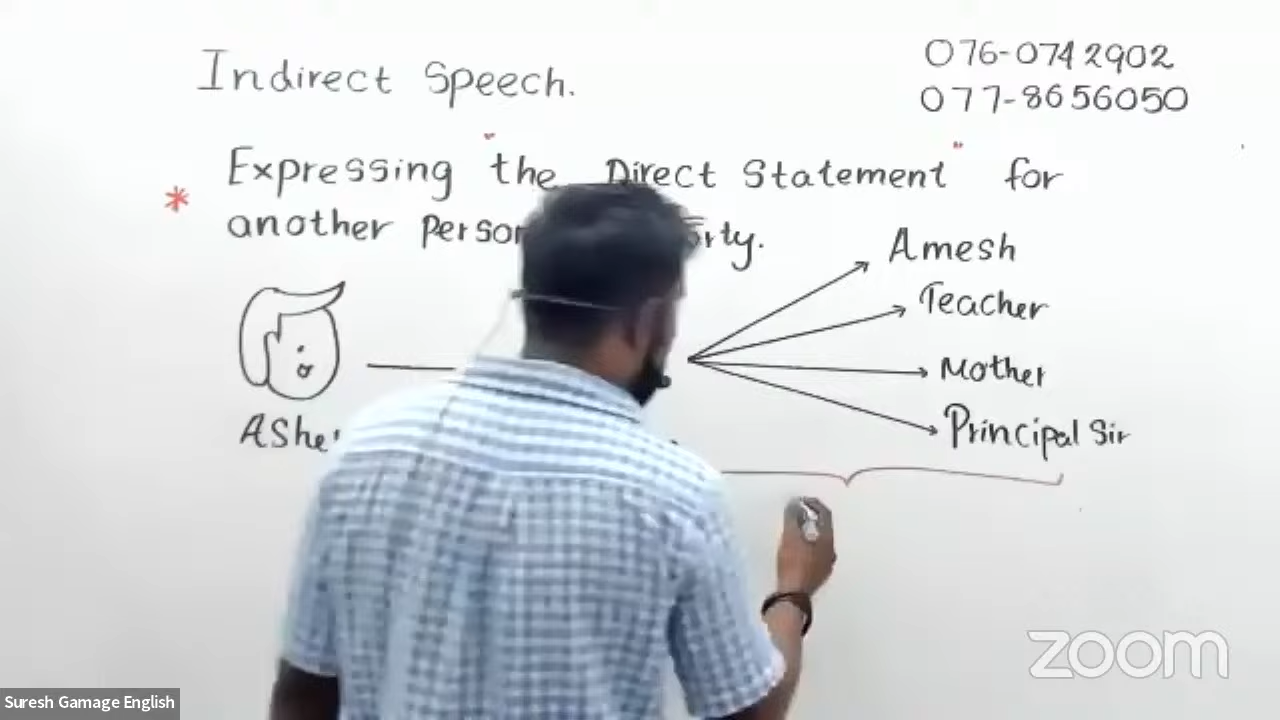 Indirect Speech.
076-0742902
077-8656050
Expressing "the Direct Statement" for
* another
Amesh
Teacher
Mother
Principal Sir
zoom
Suresh Gamage English